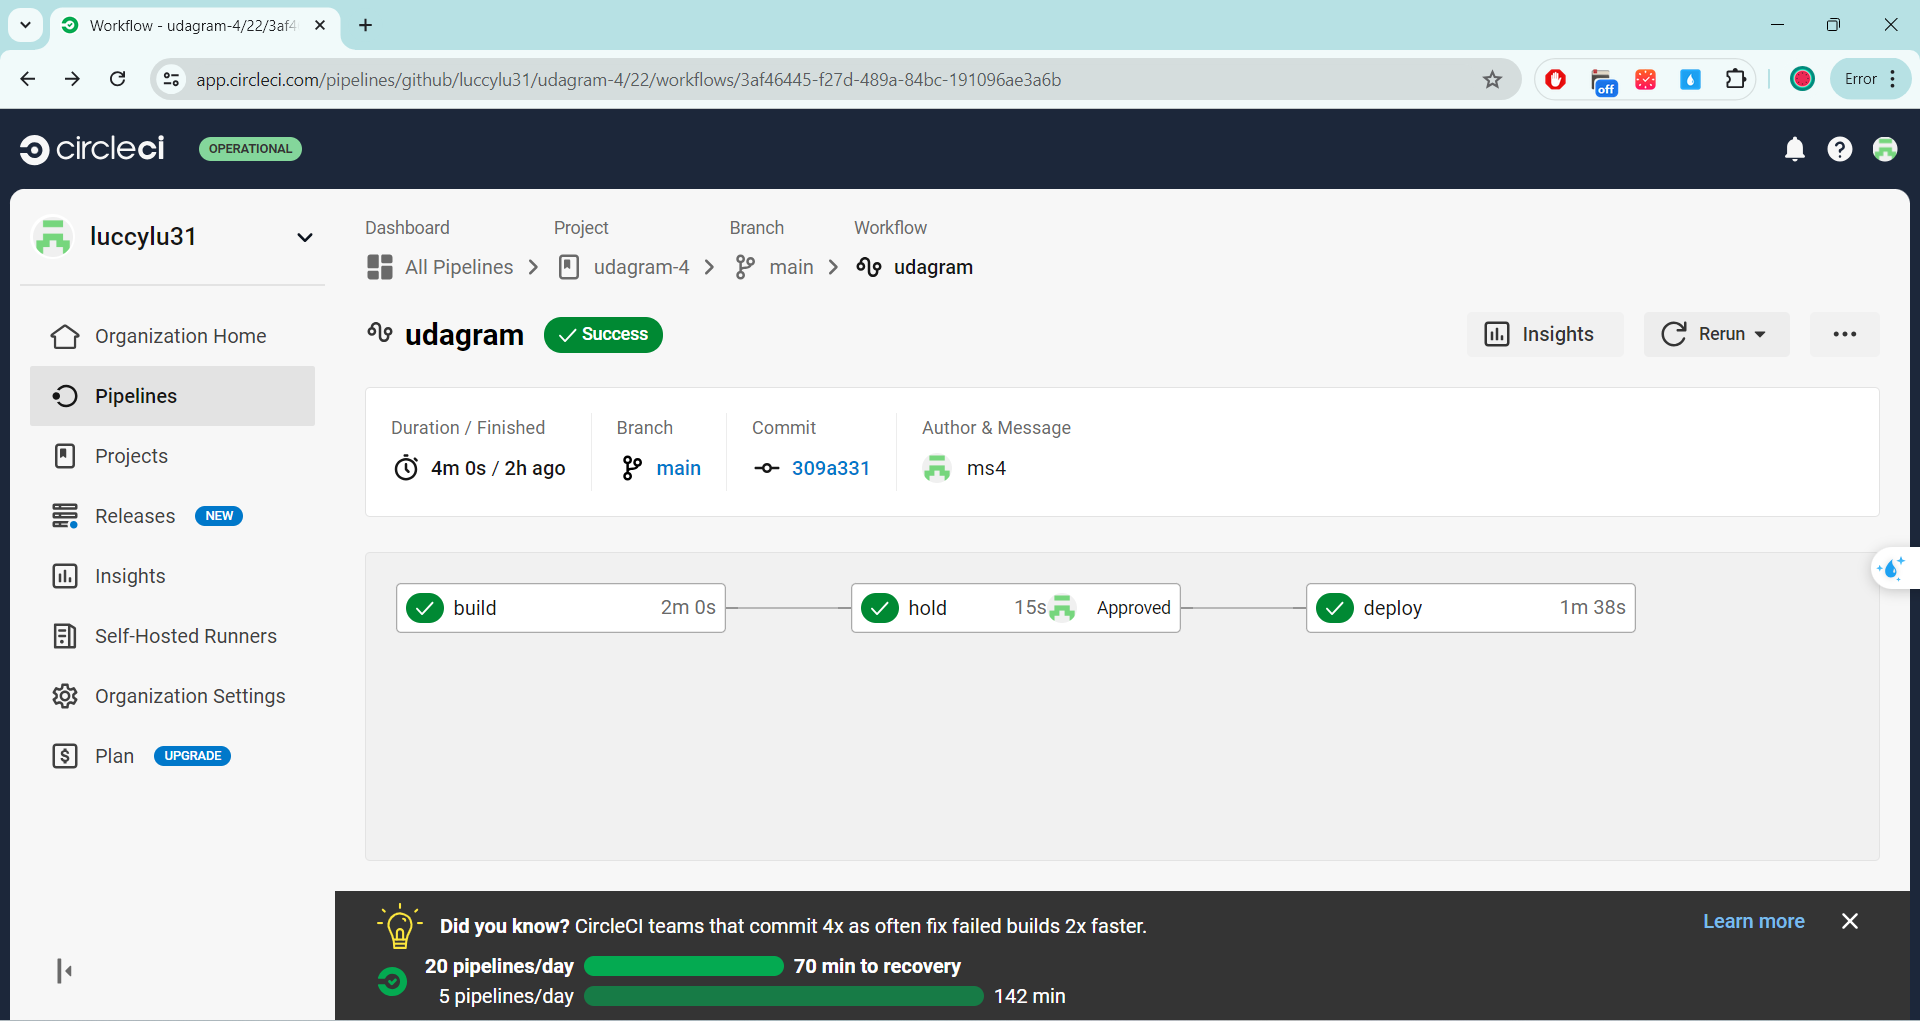 Workflow - udagram-4/22/3af4
app.circleci.com/pipelines/github/luccylu31/udagram-4/22/workflows/3af46445-f27d-489a-84bc-191096ae3a6b
off
Error
circleci
OPERATIONAL
luccylu31
Organization Home
Pipelines
Projects
Releases NEW
Insights
Self-Hosted Runners
Organization Settings
Plan UPGRADE
Dashboard Project Branch Workflow
All Pipelines udagram-4 main udagram
udagram Success
Insights Rerun
Duration / Finished Branch Commit Author & Message
4m 0s / 2h ago main 309a331 ms4
build 2m 0s hold 15s Approved deploy 1m 38s
Did you know? CircleCI teams that commit 4x as often fix failed builds 2x faster.
Learn more
20 pipelines/day 70 min to recovery
5 pipelines/day 142 min